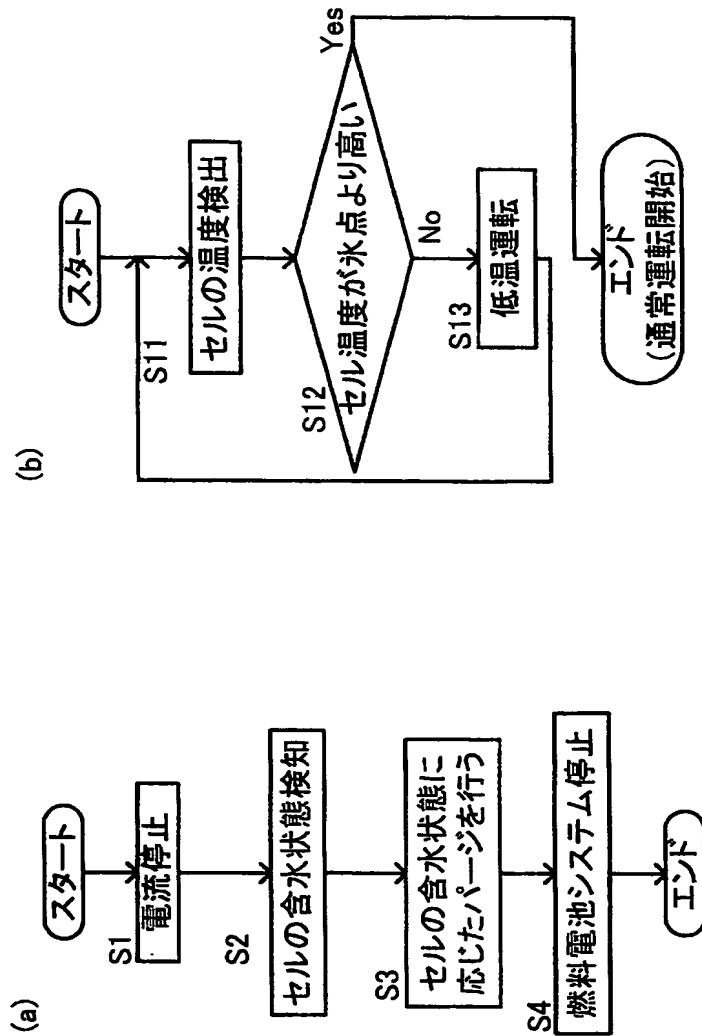 (a)
スタート
S1
電流停止
S2
セルの含水状態検知
S3
セルの含水状態に
応じたパージを行う
S4
燃料電池システム停止
エンド
(b)
スタート
S11
セルの温度検出
S12
セル温度が氷点より高い
Yes
No
S13
低温運転
エンド
(通常運転開始)